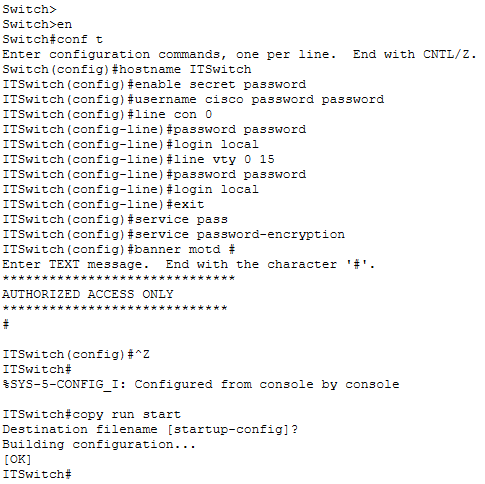 Switch>
Switch>en
Switch#conf t
Enter configuration commands, one per line.  End with CNTL/Z.
Switch(config)#hostname ITSwitch
ITSwitch(config)#enable secret password
ITSwitch(config)#username cisco password password
ITSwitch(config)#line con 0
ITSwitch(config-line)#password password
ITSwitch(config-line)#login local
ITSwitch(config-line)#line vty 0 15
ITSwitch(config-line)#password password
ITSwitch(config-line)#login local
ITSwitch(config-line)#exit
ITSwitch(config)#service pass
ITSwitch(config)#service password-encryption
ITSwitch(config)#banner motd #
Enter TEXT message.  End with the character '#'.
******************************
AUTHORIZED ACCESS ONLY
*****************************
#
ITSwitch(config)#^Z
ITSwitch#
%SYS-5-CONFIG_I: Configured from console by console
ITSwitch#copy run start
Destination filename [startup-config]?
Building configuration...
[OK]
ITSwitch#